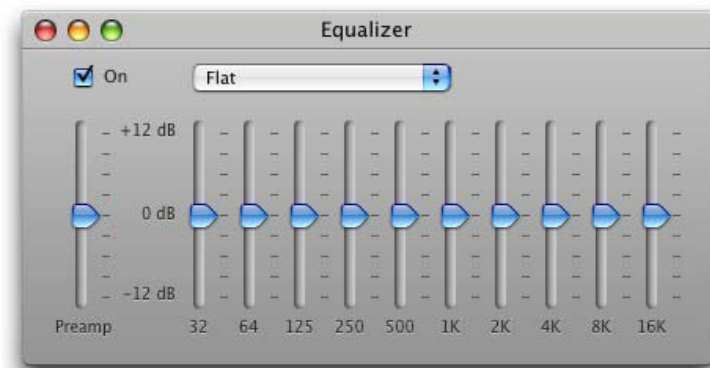 Equalizer
On
Flat
+12 dB
0 dB
-12 dB
Preamp 32 64 125 250 500 1K 2K 4K 8K 16K